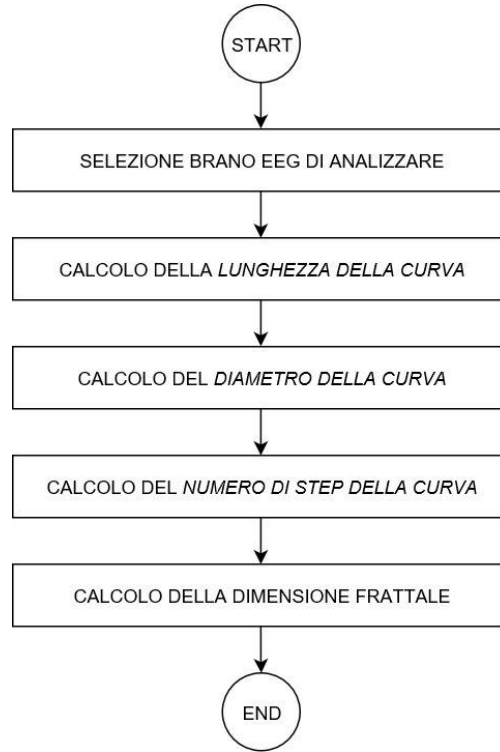 START
SELEZIONE BRANO EEG DI ANALIZZARE
CALCOLO DELLA LUNGHEZZA DELLA CURVA
CALCOLO DEL DIAMETRO DELLA CURVA
CALCOLO DEL NUMERO DI STEP DELLA CURVA
CALCOLO DELLA DIMENSIONE FRATTALE
END